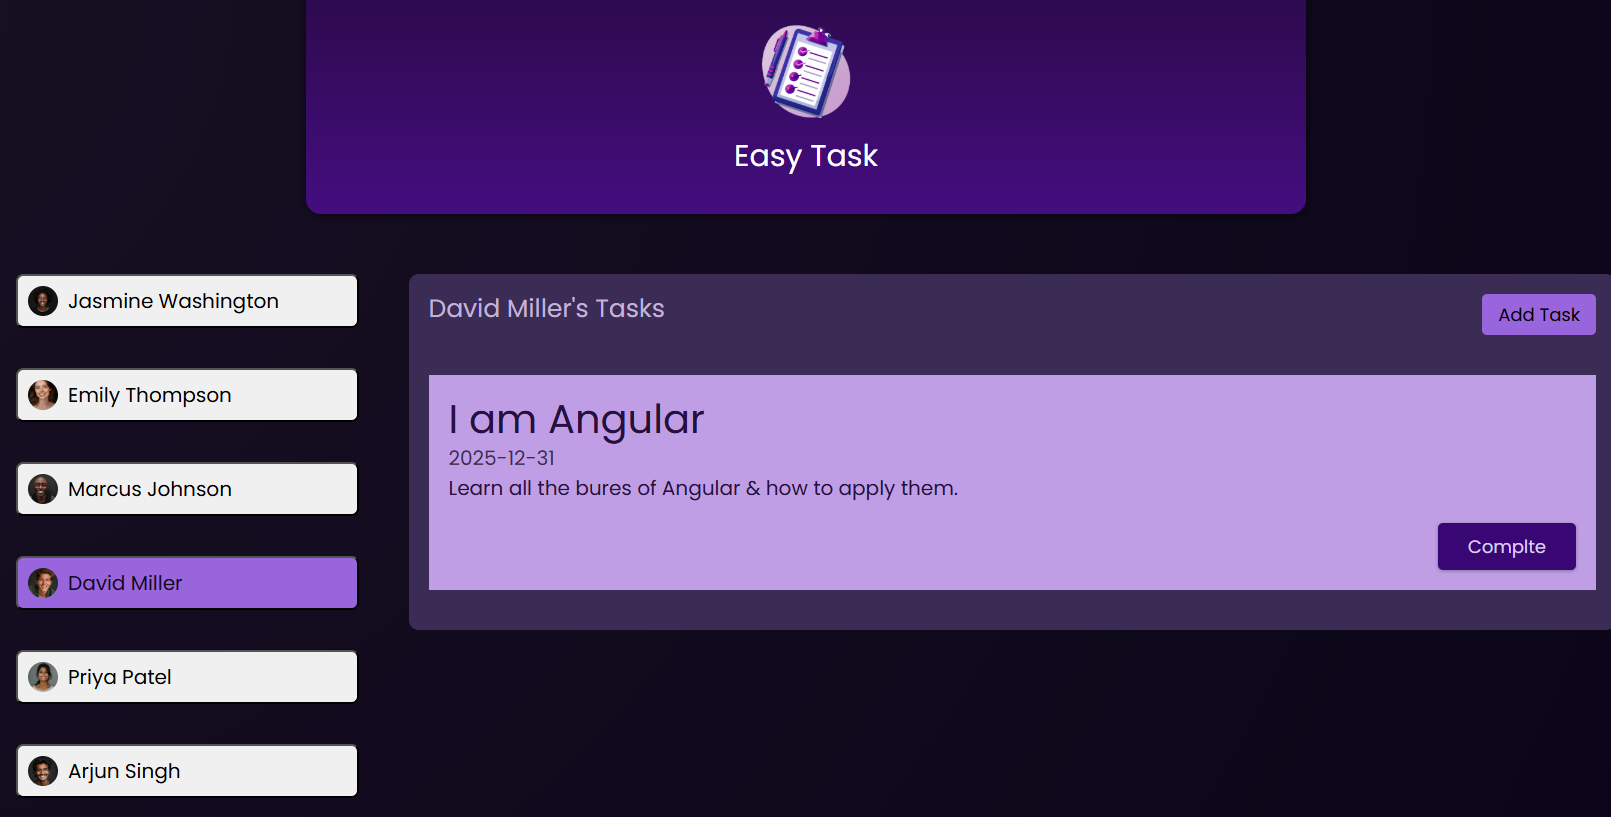 Easy Task
Jasmine Washington
Emily Thompson
Marcus Johnson
David Miller
Priya Patel
Arjun Singh
David Miller's Tasks
Add Task
I am Angular
2025-12-31
Learn all the bures of Angular & how to apply them.
Complte